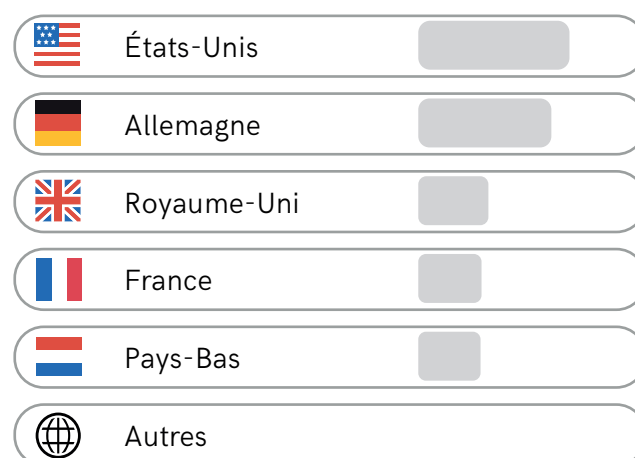 États-Unis
Allemagne
Royaume-Uni
France
Pays-Bas
Autres